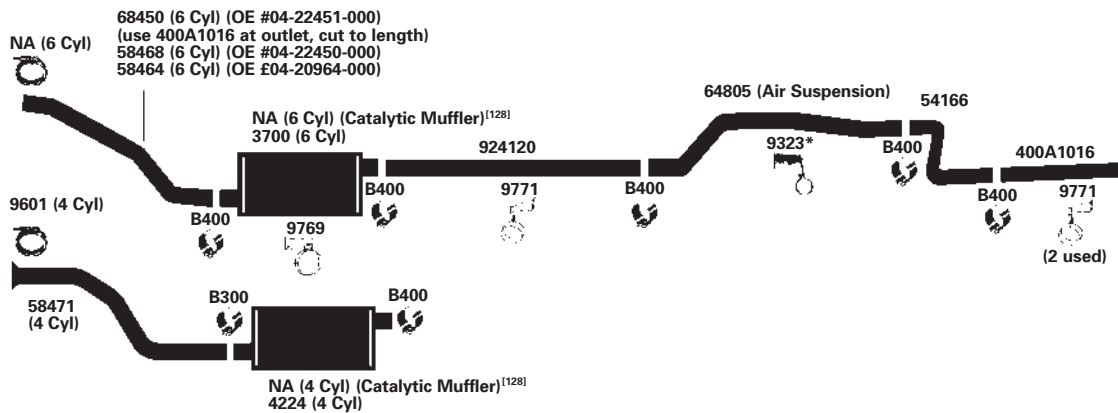 68450 (6 Cyl) (OE #04-22451-000)
(use 400A1016 at outlet, cut to length)
58468 (6 Cyl) (OE #04-22450-000)
58464 (6 Cyl) (OE £04-20964-000)
NA (6 Cyl)
NA (6 Cyl) (Catalytic Muffler)[128]
3700 (6 Cyl)
64805 (Air Suspension)
54166
924120
9323*
B400
400A1016
B400
9771
B400
B400
9771
(2 used)
9601 (4 Cyl)
B400
9769
58471
(4 Cyl)
B300
B400
NA (4 Cyl) (Catalytic Muffler)[128]
4224 (4 Cyl)